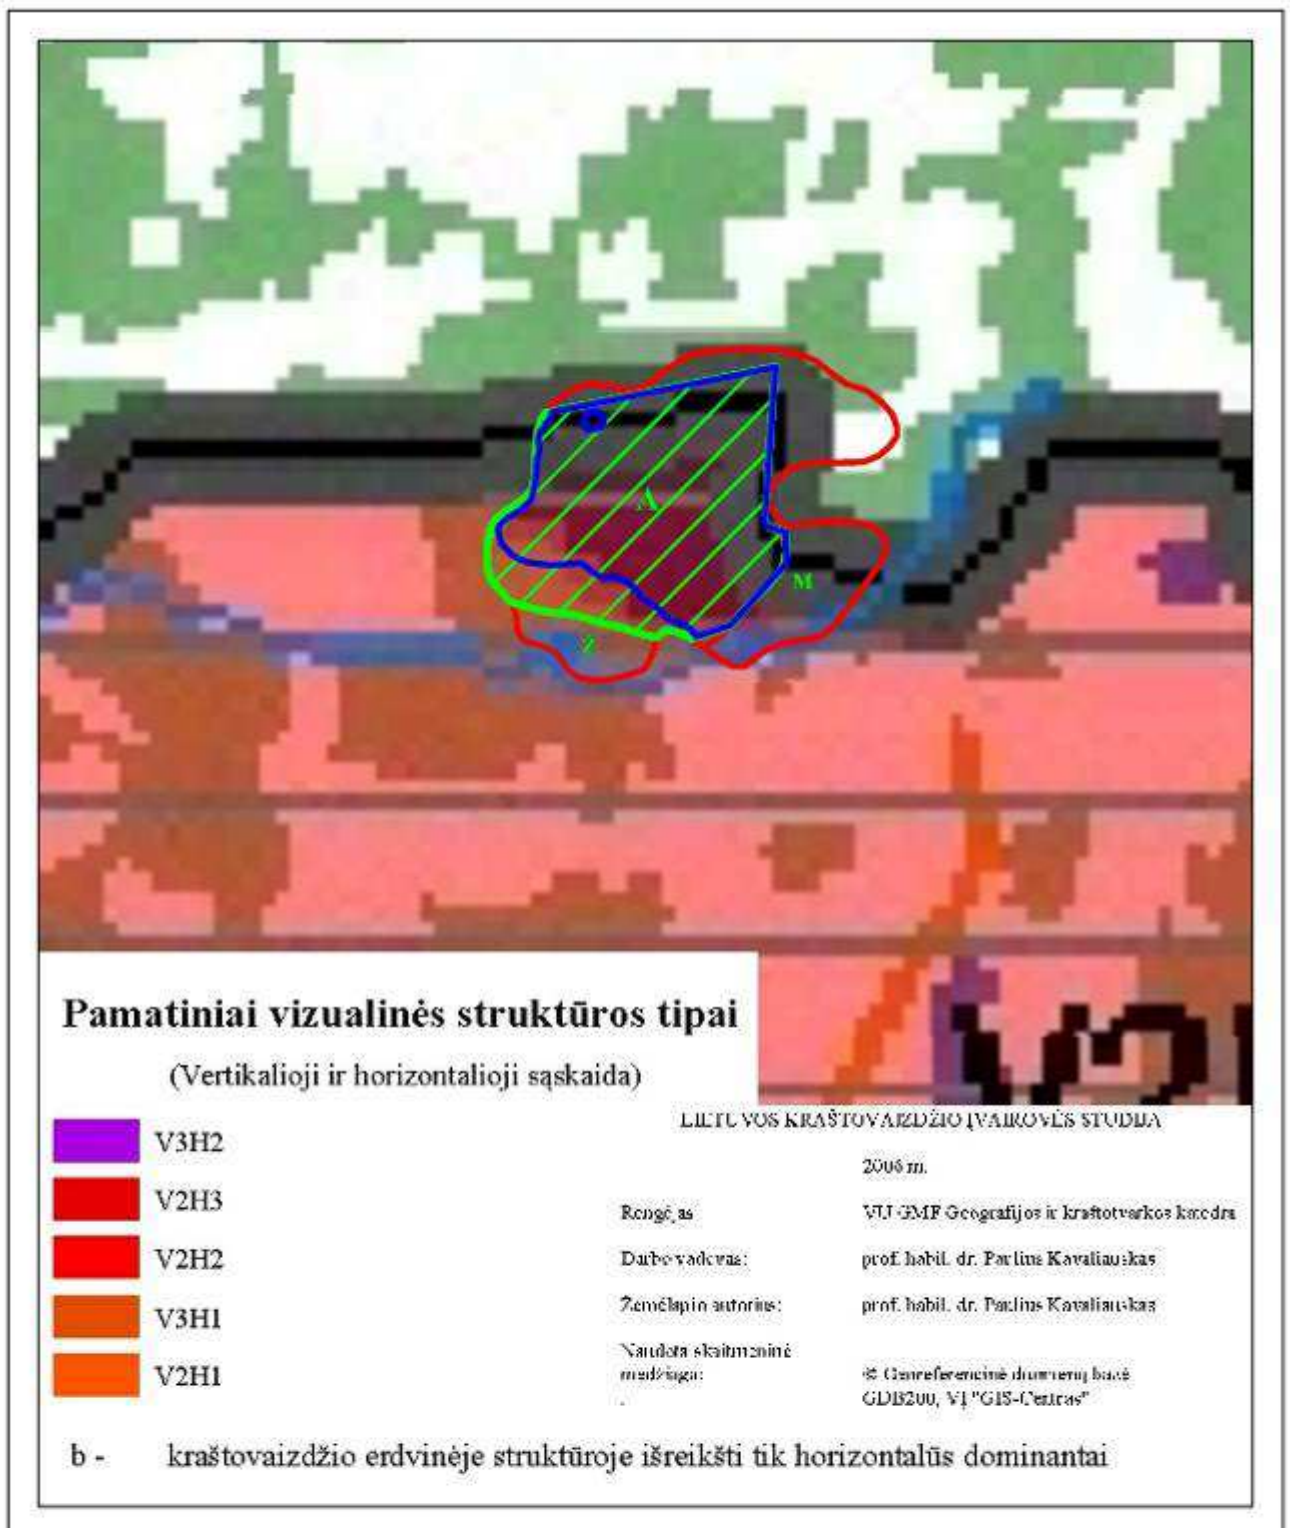 A
M
Z
V2
Pamatiniai vizualinės struktūros tipai
(Vertikalioji ir horizontalioji sąskaida)
V3H2
V2H3
V2H2
V3H1
V2H1
LIETUVOS KRAŠTOVAIZDŽIO ĮVAIROVĖS STUDIJA
2006 m.
Rengėjas VU GMF Geografijos ir kraštotvarkos katedra
Darbo vadovas: prof. habil. dr. Paulius Kavaliauskas
Žemėlapio autorius: prof. habil. dr. Paulius Kavaliauskas
Naudota skaitmeninė
medžiaga: © Georeferencinė duomenų bazė
GDB200, VĮ "GIS-Centras"
b - kraštovaizdžio erdvinėje struktūroje išreikšti tik horizontalūs dominantai